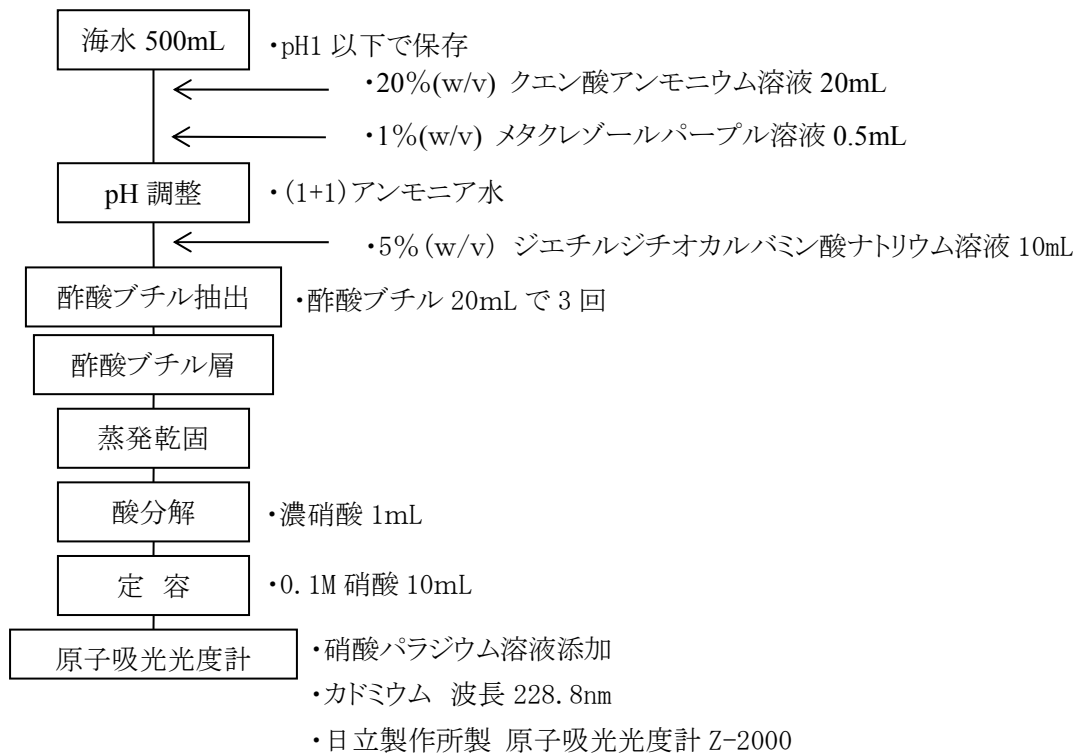 海水 500mL
・pH1 以下で保存
・20%(w/v) クエン酸アンモニウム溶液 20mL
・1%(w/v) メタクレゾールパープル溶液 0.5mL
pH 調整
・(1+1)アンモニア水
・5%(w/v) ジエチルジチオカルバミン酸ナトリウム溶液 10mL
酢酸ブチル抽出
・酢酸ブチル 20mL で 3 回
酢酸ブチル層
蒸発乾固
酸分解
・濃硝酸 1mL
定 容
・0.1M 硝酸 10mL
原子吸光光度計
・硝酸パラジウム溶液添加
・カドミウム 波長 228.8nm
・日立製作所製 原子吸光光度計 Z-2000